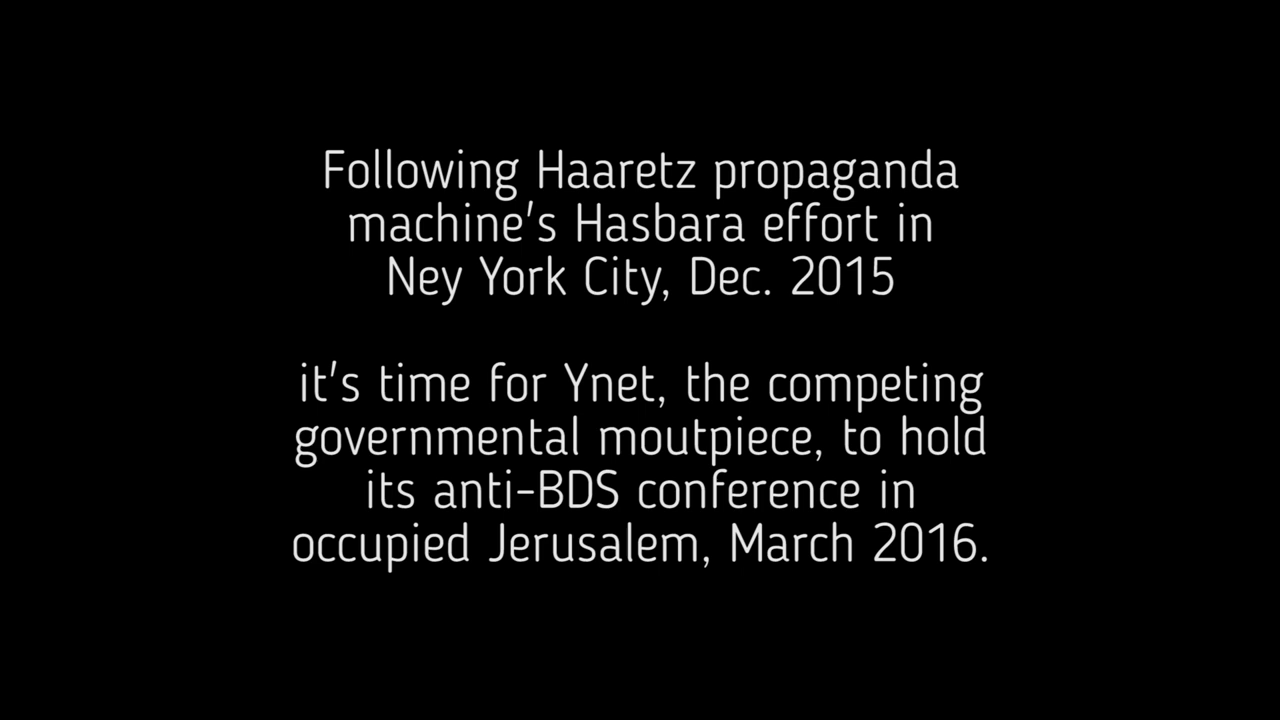 Following Haaretz propaganda
machine's Hasbara effort in
Ney York City, Dec. 2015
it's time for Ynet, the competing
governmental moutpiece, to hold
its anti-BDS conference in
occupied Jerusalem, March 2016.